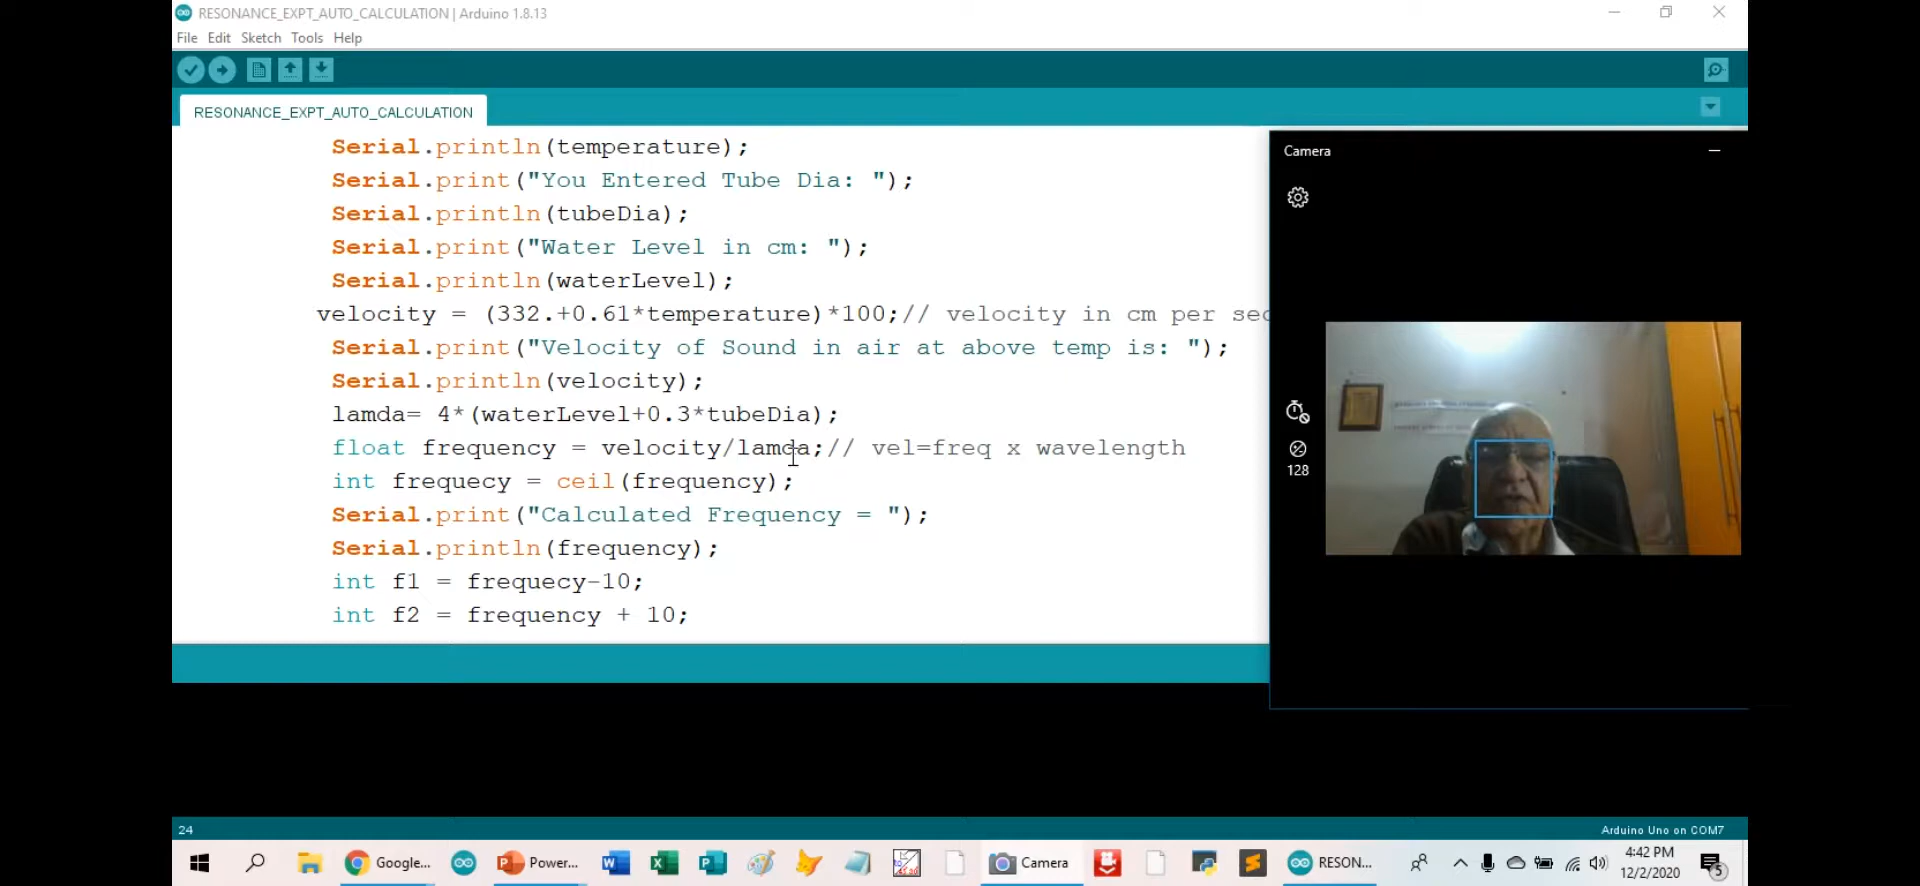 RESONANCE_EXPT_AUTO_CALCULATION | Arduino 1.8.13
File Edit Sketch Tools Help
RESONANCE_EXPT_AUTO_CALCULATION
Serial.println(temperature);
Serial.print("You Entered Tube Dia: ");
Serial.println(tubeDia);
Serial.print("Water Level in cm: ");
Serial.println(waterLevel);
velocity = (332.+0.61*temperature)*100;// velocity in cm per sec
Serial.print("Velocity of Sound in air at above temp is: ");
Serial.println(velocity);
lamda= 4*(waterLevel+0.3*tubeDia);
float frequency = velocity/lamda;// vel=freq x wavelength
int frequecy = ceil(frequency);
Serial.print("Calculated Frequency = ");
Serial.println(frequency);
int f1 = frequecy-10;
int f2 = frequency + 10;
Camera
128
24
Arduino Uno on COM7
Google...
Power...
Camera
RESON...
4:42 PM
12/2/2020
5